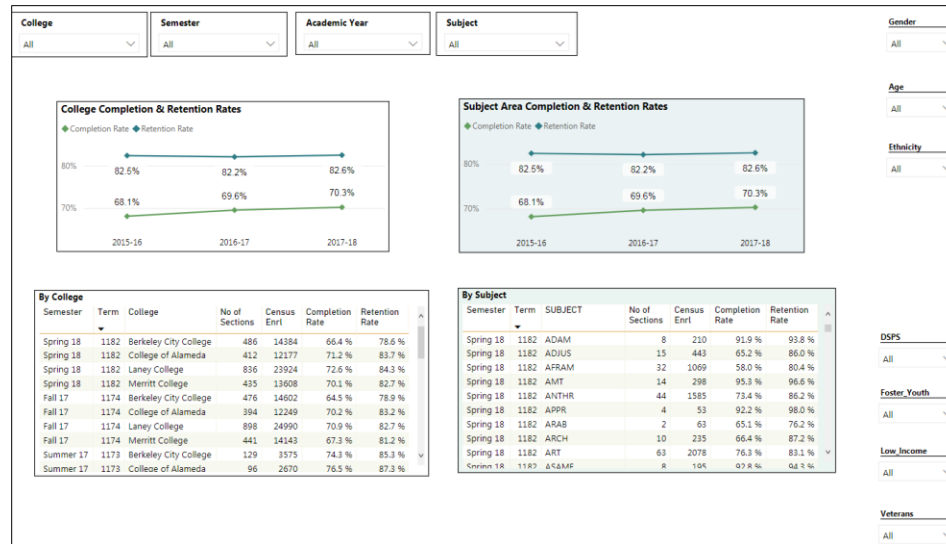 College Semester Academic Year Subject
All All All All
Gender
All
Age
All
Ethnicity
All
College Completion & Retention Rates
Completion Rate Retention Rate
80%
82.5% 82.2% 82.6%
68.1% 69.6% 70.3%
70%
2015-16 2016-17 2017-18
Subject Area Completion & Retention Rates
Completion Rate Retention Rate
80%
82.5% 82.2% 82.6%
68.1% 69.6% 70.3%
70%
2015-16 2016-17 2017-18
By College
Semester Term College No of Sections Census Enrl Completion Rate Retention Rate
Spring 18 1182 Berkeley City College 486 14384 66.4 % 78.6 %
Spring 18 1182 College of Alameda 412 12177 71.2 % 83.7 %
Spring 18 1182 Laney College 836 23924 72.6 % 84.3 %
Spring 18 1182 Merritt College 435 13608 70.1 % 82.7 %
Fall 17 1174 Berkeley City College 476 14602 64.5 % 78.9 %
Fall 17 1174 College of Alameda 394 12249 70.2 % 83.2 %
Fall 17 1174 Laney College 898 24990 70.9 % 82.7 %
Fall 17 1174 Merritt College 441 14143 67.3 % 81.2 %
Summer 17 1173 Berkeley City College 129 3575 74.3 % 85.3 %
Summer 17 1173 College of Alameda 96 2670 76.5 % 87.3 %
By Subject
Semester Term SUBJECT No of Sections Census Enrl Completion Rate Retention Rate
Spring 18 1182 ADAM 8 210 91.9 % 93.8 %
Spring 18 1182 ADJUS 15 443 65.2 % 86.0 %
Spring 18 1182 AFRAM 32 1069 58.0 % 80.4 %
Spring 18 1182 AMT 14 298 95.3 % 96.6 %
Spring 18 1182 ANTHR 44 1585 73.4 % 86.2 %
Spring 18 1182 APPR 4 53 92.2 % 98.0 %
Spring 18 1182 ARAB 2 63 65.1 % 76.2 %
Spring 18 1182 ARCH 10 235 66.4 % 87.2 %
Spring 18 1182 ART 63 2078 76.3 % 83.1 %
Spring 18 1182 ASAME 8 195 92.8 % 94.3 %
DSPS
All
Foster_Youth
All
Low_Income
All
Veterans
All